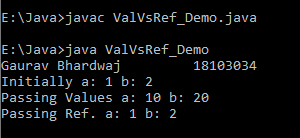 E:\Java>javac ValVsRef_Demo.java
E:\Java>java ValVsRef_Demo
Gaurav Bhardwaj 18103034
Initially a: 1 b: 2
Passing Values a: 10 b: 20
Passing Ref. a: 1 b: 2